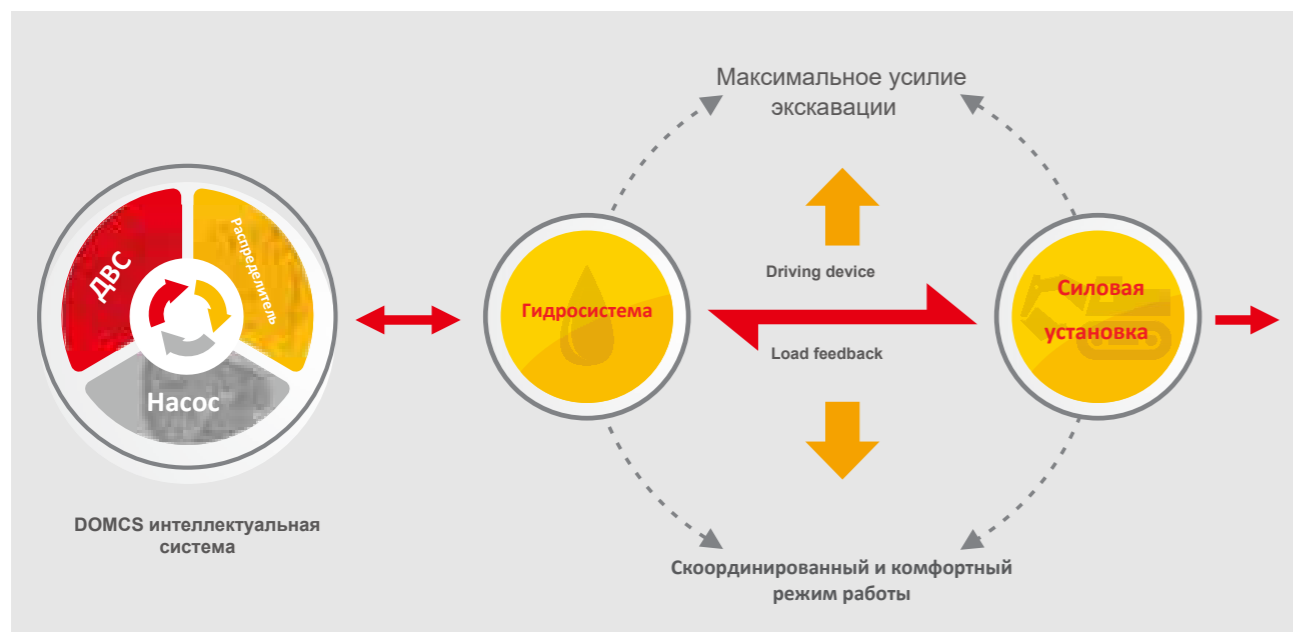 Максимальное усилие
экскавации
ДВС
Распределитель
Насос
DOMCS интеллектуальная
система
Гидросистема
Driving device
Load feedback
Силовая
установка
Скоординированный и комфортный
режим работы